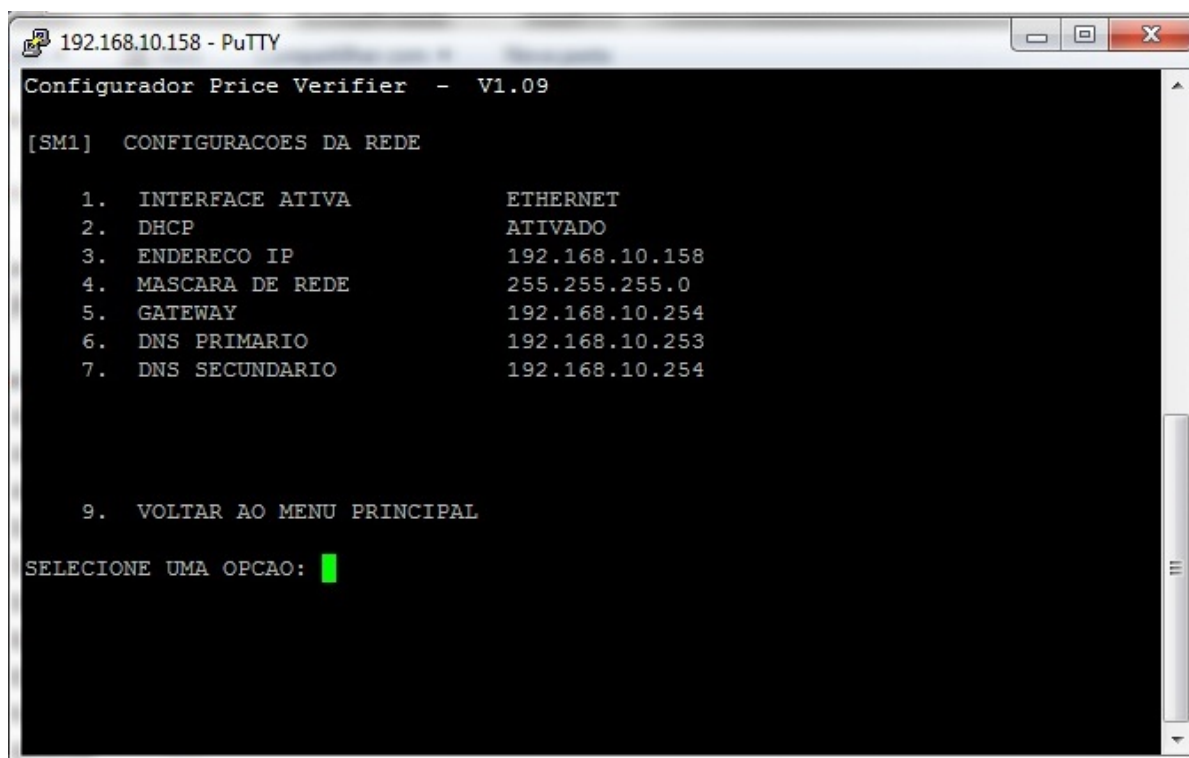 192.168.10.158 - PuTTY
Configurador Price Verifier - V1.09
[SM1] CONFIGURACOES DA REDE
1. INTERFACE ATIVA ETHERNET
2. DHCP ATIVADO
3. ENDERECO IP 192.168.10.158
4. MASCARA DE REDE 255.255.255.0
5. GATEWAY 192.168.10.254
6. DNS PRIMARIO 192.168.10.253
7. DNS SECUNDARIO 192.168.10.254
9. VOLTAR AO MENU PRINCIPAL
SELECIONE UMA OPCAO: